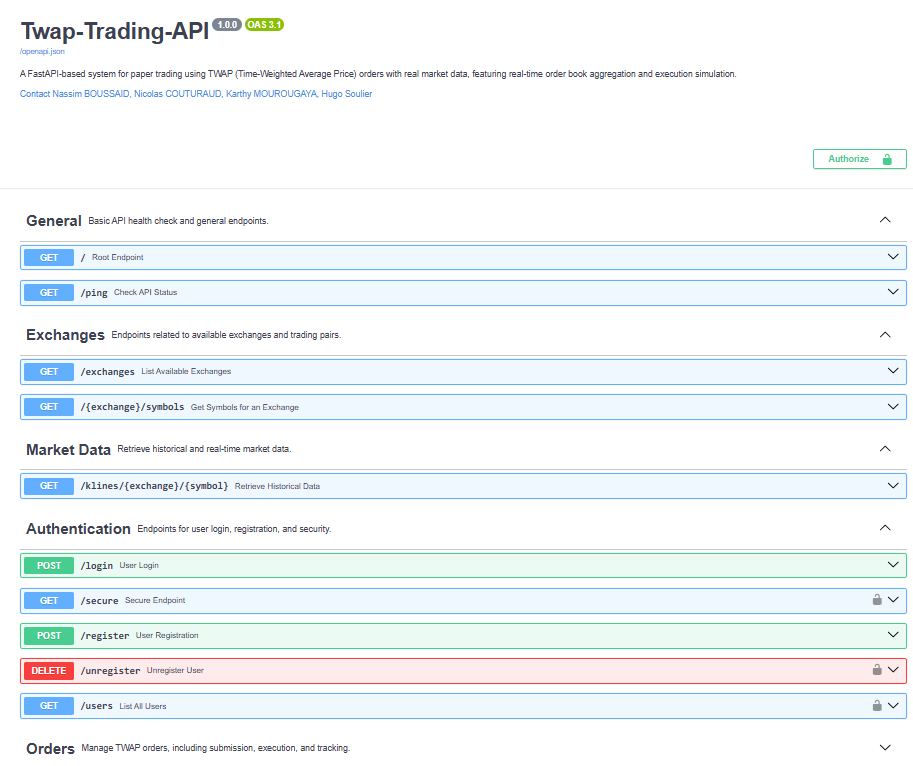 Twap-Trading-API 1.0.0 OAS 3.1
/openapi.json
A FastAPI-based system for paper trading using TWAP (Time-Weighted Average Price) orders with real market data, featuring real-time order book aggregation and execution simulation.
Contact Nassim BOUSSAID, Nicolas COUTURAUD, Karthy MOUROUGAYA, Hugo Soulier
Authorize
General Basic API health check and general endpoints.
GET / Root Endpoint
GET /ping Check API Status
Exchanges Endpoints related to available exchanges and trading pairs.
GET /exchanges List Available Exchanges
GET /{exchange}/symbols Get Symbols for an Exchange
Market Data Retrieve historical and real-time market data.
GET /klines/{exchange}/{symbol} Retrieve Historical Data
Authentication Endpoints for user login, registration, and security.
POST /login User Login
GET /secure Secure Endpoint
POST /register User Registration
DELETE /unregister Unregister User
GET /users List All Users
Orders Manage TWAP orders, including submission, execution, and tracking.